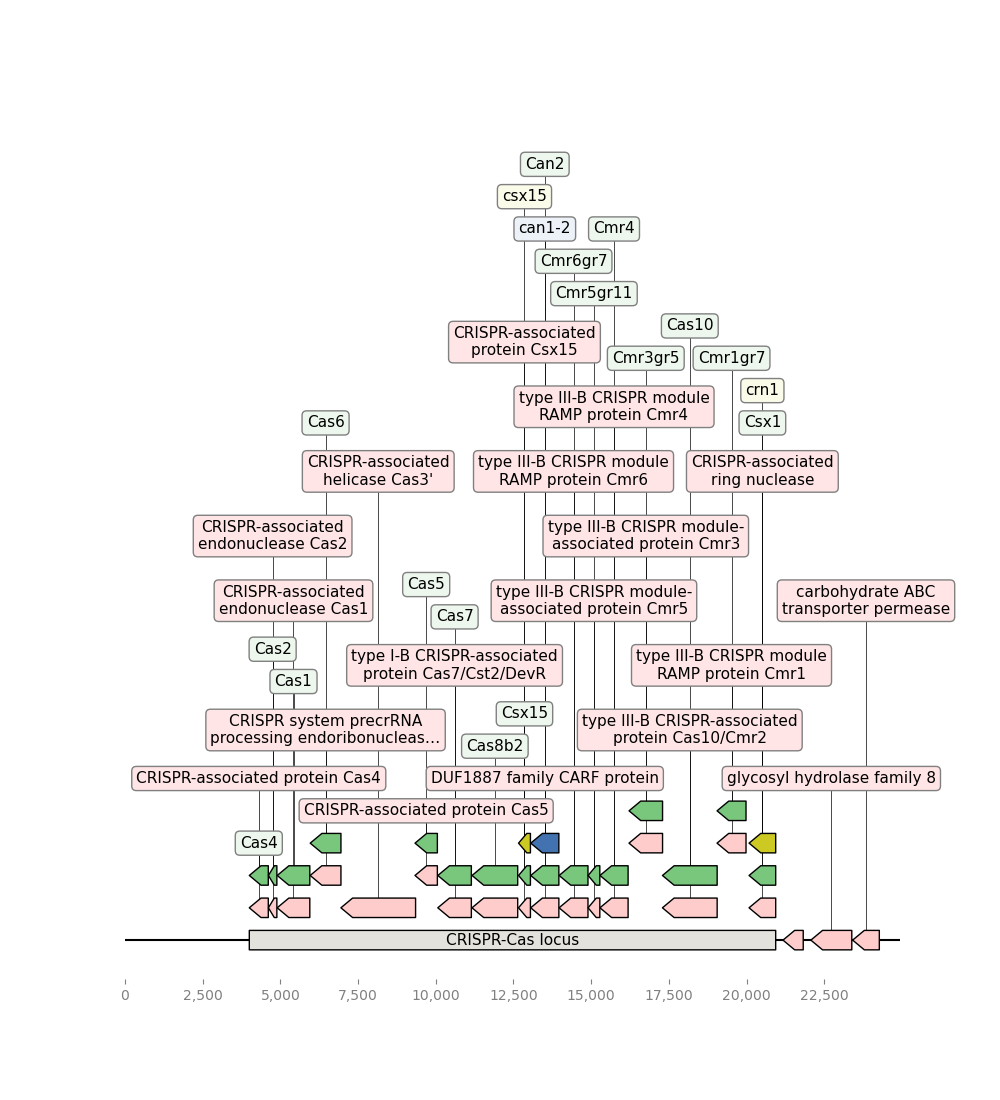 Can2
csx15
can1-2
Cmr4
Cmr6gr7
Cmr5gr11
Cas10
CRISPR-associated
protein Csx15
Cmr3gr5
Cmr1gr7
crn1
type III-B CRISPR module
RAMP protein Cmr4
Cas6
Csx1
CRISPR-associated
helicase Cas3'
type III-B CRISPR module
RAMP protein Cmr6
CRISPR-associated
ring nuclease
CRISPR-associated
endonuclease Cas2
type III-B CRISPR module-
associated protein Cmr3
Cas5
CRISPR-associated
endonuclease Cas1
type III-B CRISPR module-
associated protein Cmr5
carbohydrate ABC
transporter permease
Cas7
Cas2
type I-B CRISPR-associated
protein Cas7/Cst2/DevR
type III-B CRISPR module
RAMP protein Cmr1
Cas1
Csx15
CRISPR system precrRNA
processing endoribonucleas...
type III-B CRISPR-associated
protein Cas10/Cmr2
Cas8b2
CRISPR-associated protein Cas4
DUF1887 family CARF protein
glycosyl hydrolase family 8
CRISPR-associated protein Cas5
Cas4
CRISPR-Cas locus
0
2,500
5,000
7,500
10,000
12,500
15,000
17,500
20,000
22,500